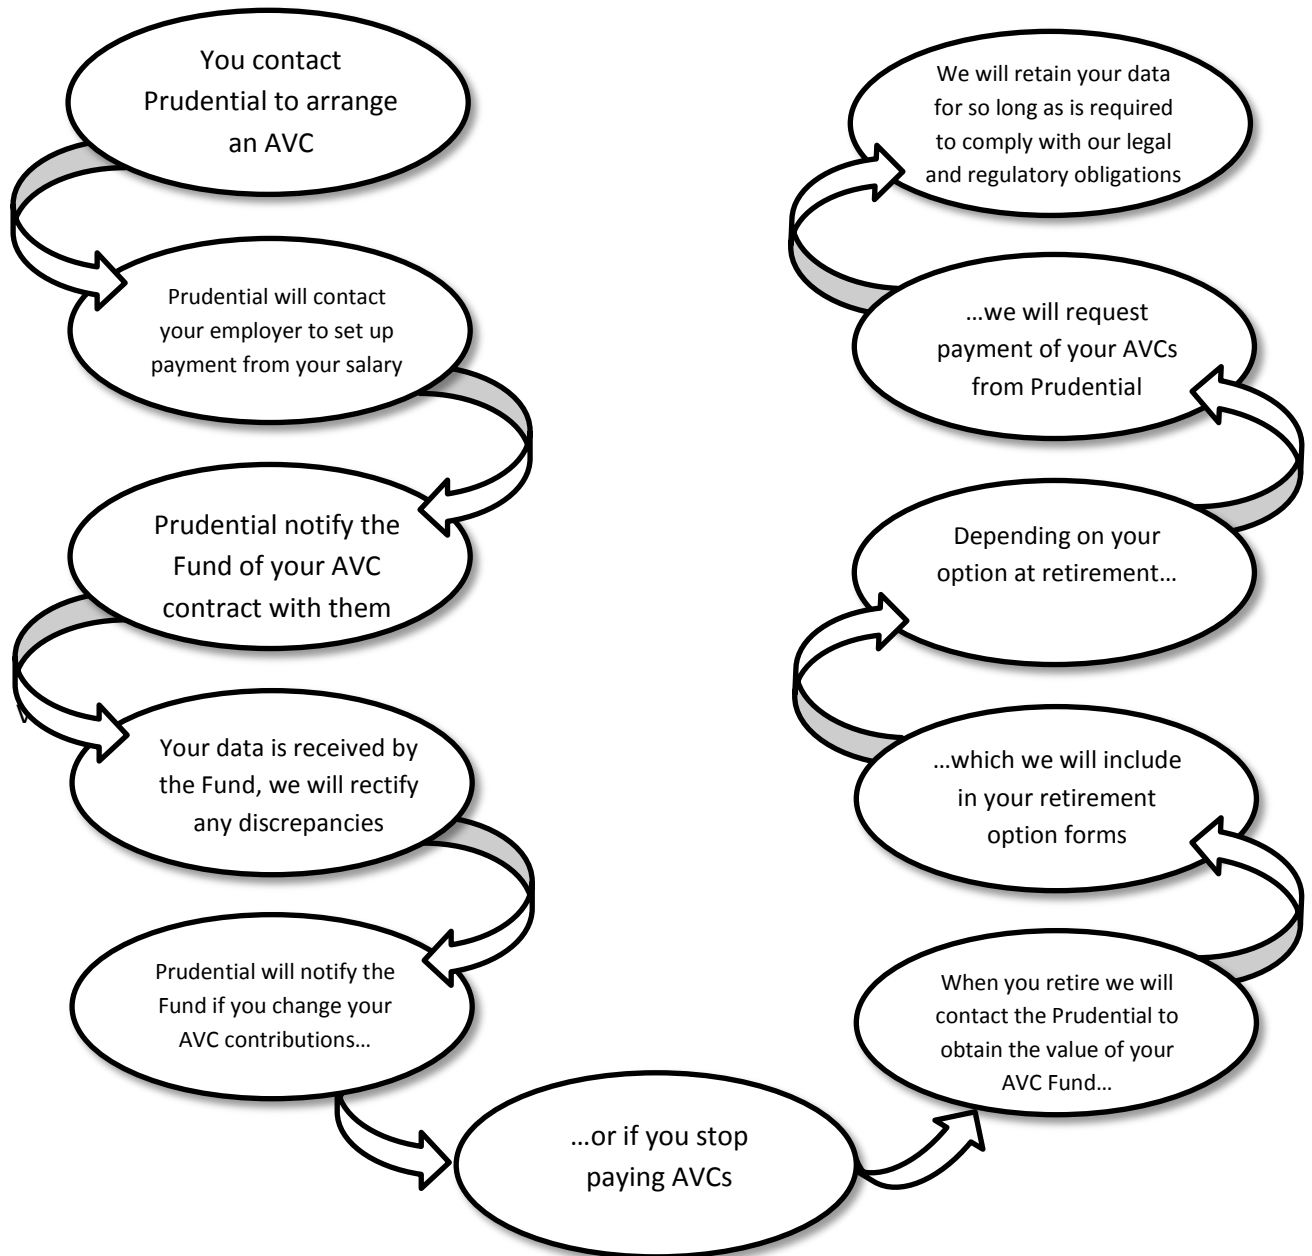 You contact
Prudential to arrange
an AVC
Prudential will contact
your employer to set up
payment from your salary
Prudential notify the
Fund of your AVC
contract with them
Your data is received by
the Fund, we will rectify
any discrepancies
Prudential will notify the
Fund if you change your
AVC contributions…
…or if you stop
paying AVCs
When you retire we will
contact the Prudential to
obtain the value of your
AVC Fund…
…which we will include
in your retirement
option forms
Depending on your
option at retirement…
…we will request
payment of your AVCs
from Prudential
We will retain your data
for so long as is required
to comply with our legal
and regulatory obligations